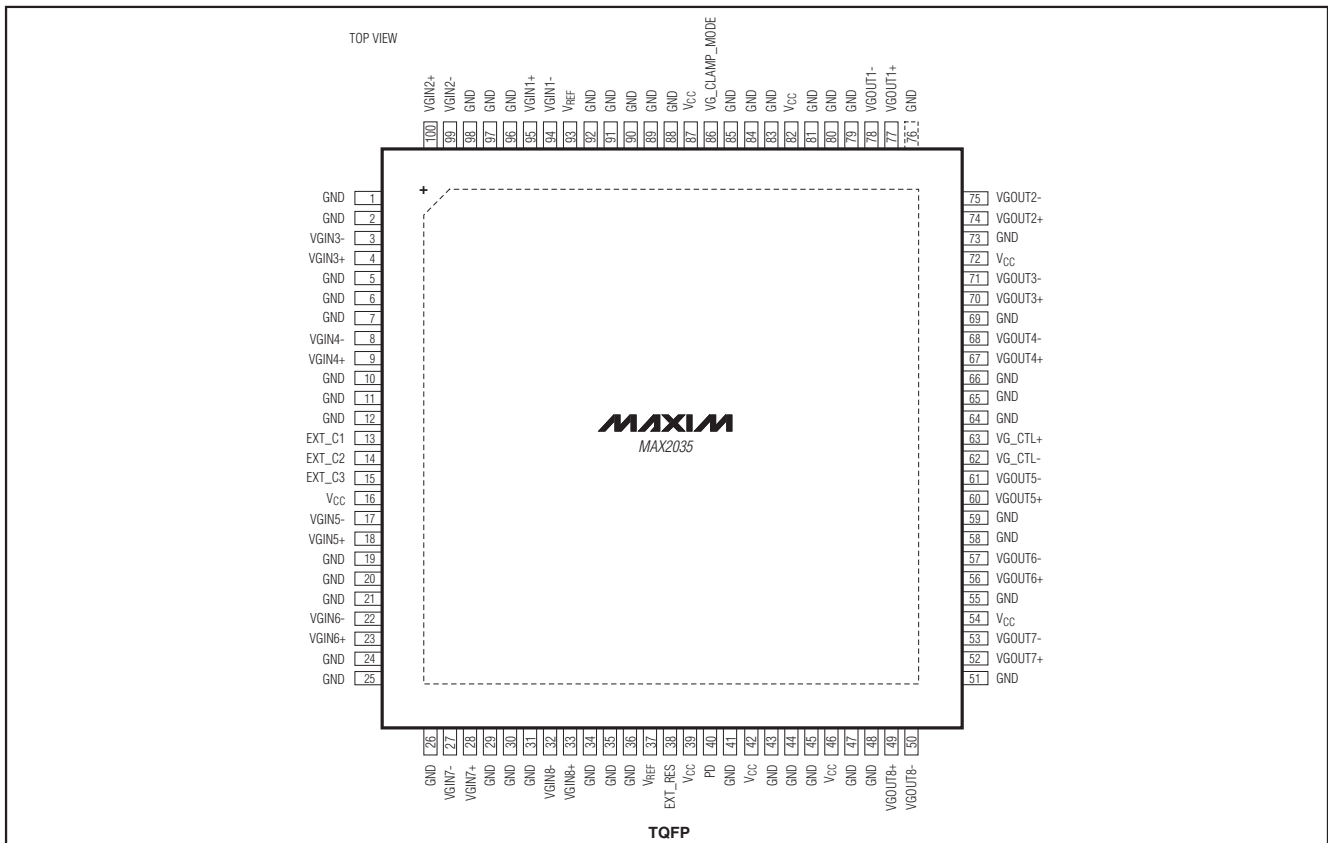 TOP VIEW
VGIN2+
VGIN2-
GND
GND
GND
VGIN1+
VGIN1-
VREF
GND
GND
GND
GND
GND
VCC
VG_CLAMP_MODE
GND
GND
GND
VCC
GND
GND
GND
VGOUT1-
VGOUT1+
GND
100
99
98
97
96
95
94
93
92
91
90
89
88
87
86
85
84
83
82
81
80
79
78
77
76
GND 1
GND 2
VGIN3- 3
VGIN3+ 4
GND 5
GND 6
GND 7
VGIN4- 8
VGIN4+ 9
GND 10
GND 11
GND 12
EXT_C1 13
EXT_C2 14
EXT_C3 15
VCC 16
VGIN5- 17
VGIN5+ 18
GND 19
GND 20
GND 21
VGIN6- 22
VGIN6+ 23
GND 24
GND 25
+
MAXIM
MAX2035
75 VGOUT2-
74 VGOUT2+
73 GND
72 VCC
71 VGOUT3-
70 VGOUT3+
69 GND
68 VGOUT4-
67 VGOUT4+
66 GND
65 GND
64 GND
63 VG_CTL+
62 VG_CTL-
61 VGOUT5-
60 VGOUT5+
59 GND
58 GND
57 VGOUT6-
56 VGOUT6+
55 GND
54 VCC
53 VGOUT7-
52 VGOUT7+
51 GND
26
27
28
29
30
31
32
33
34
35
36
37
38
39
40
41
42
43
44
45
46
47
48
49
50
GND
VGIN7-
VGIN7+
GND
GND
GND
VGIN8-
VGIN8+
GND
GND
GND
VREF
EXT_RES
VCC
PD
GND
VCC
GND
GND
GND
VCC
GND
GND
VGOUT8+
VGOUT8-
TQFP